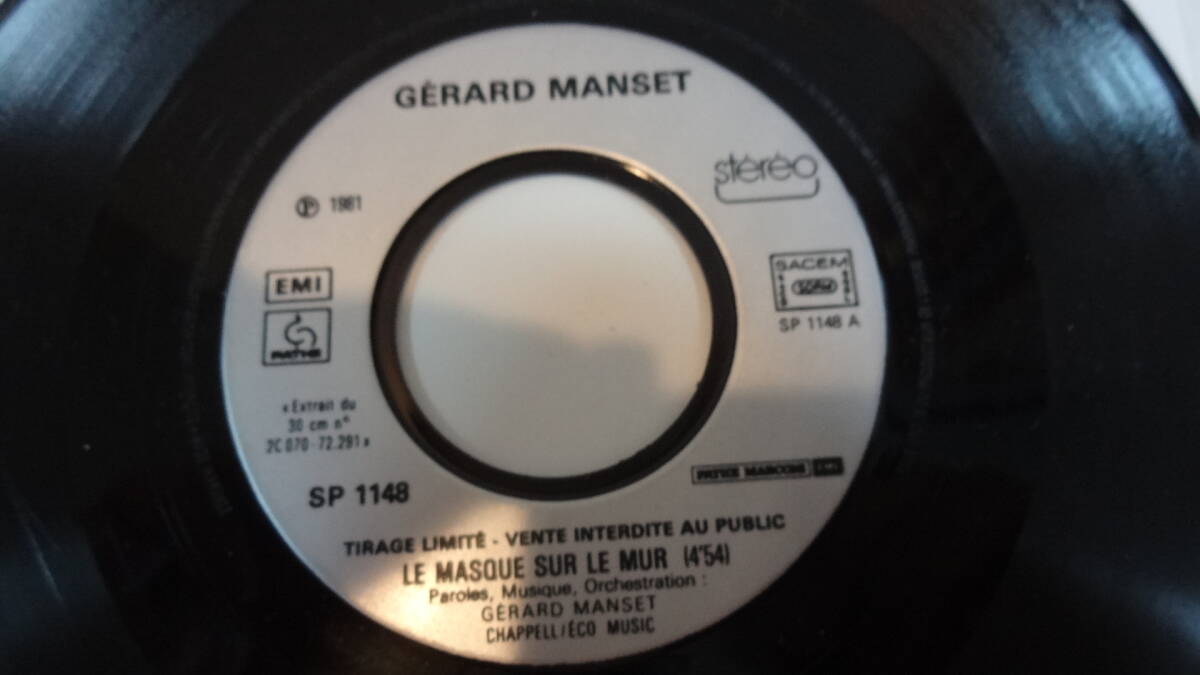 GÉRARD MANSET
stéréo
℗ 1981
EMI
PATHE
SACEM
SP 1148 A
« Extrait du
30 cm n°
2C 070-72.291 »
PATHE MARCONI EMI
SP 1148
TIRAGE LIMITÉ - VENTE INTERDITE AU PUBLIC
LE MASQUE SUR LE MUR (4'54)
Paroles, Musique, Orchestration :
GÉRARD MANSET
CHAPPELL/ÉCO MUSIC